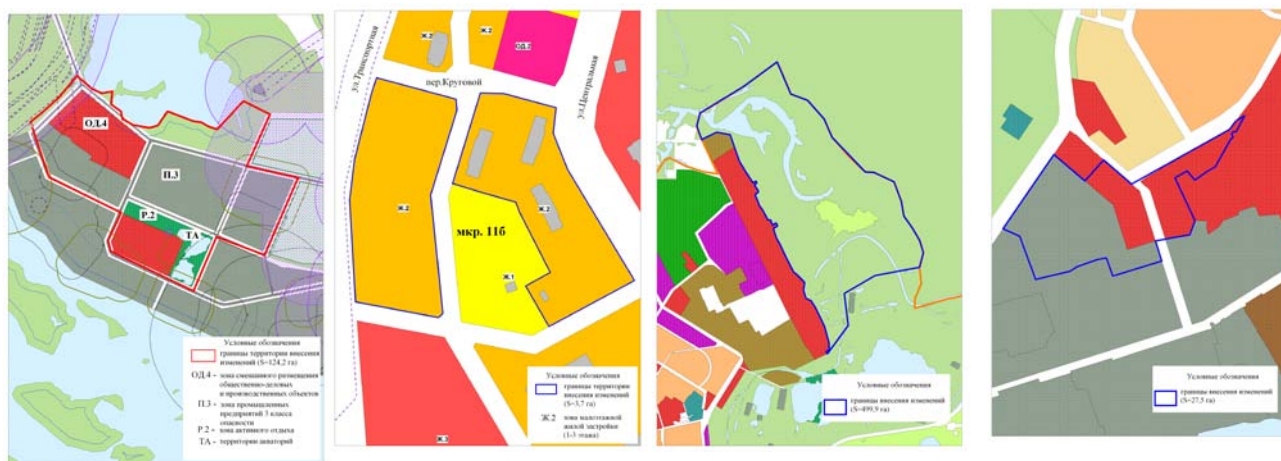 ОД.4
П.3
Р.2
ТА
Условные обозначения
границы территории внесения
изменений (S=124,2 га)
ОД.4 - зона смешанного размещения
общественно-деловых
и производственных объектов
П.3 - зона промышленных
предприятий 3 класса
опасности
Р.2 - зона активного отдыха
ТА - территории акваторий
ул.Транспортная
Ж.2
Ж.2
ОД.2
пер.Круговой
ул.Центральная
Ж.2
Ж.2
мкр. 11б
Ж.1
Ж.3
Условные обозначения
границы территории
внесения изменений
(S=3,7 га)
Ж.2 зона малоэтажной
жилой застройки
(1-3 этажа)
Условные обозначения
границы внесения изменений
(S=499,9 га)
Условные обозначения
границы внесения изменений
(S=27,5 га)